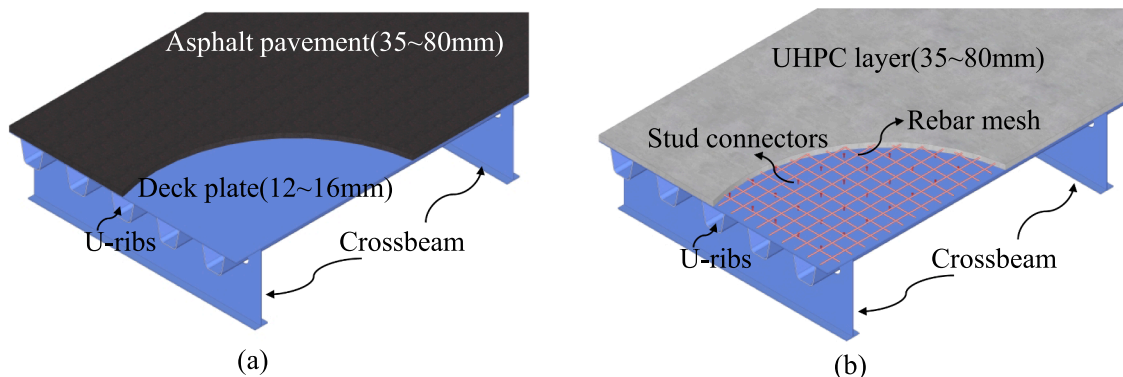 Asphalt pavement(35~80mm)
Deck plate(12~16mm)
U-ribs
Crossbeam
(a)
UHPC layer(35~80mm)
Rebar mesh
Stud connectors
U-ribs
Crossbeam
(b)